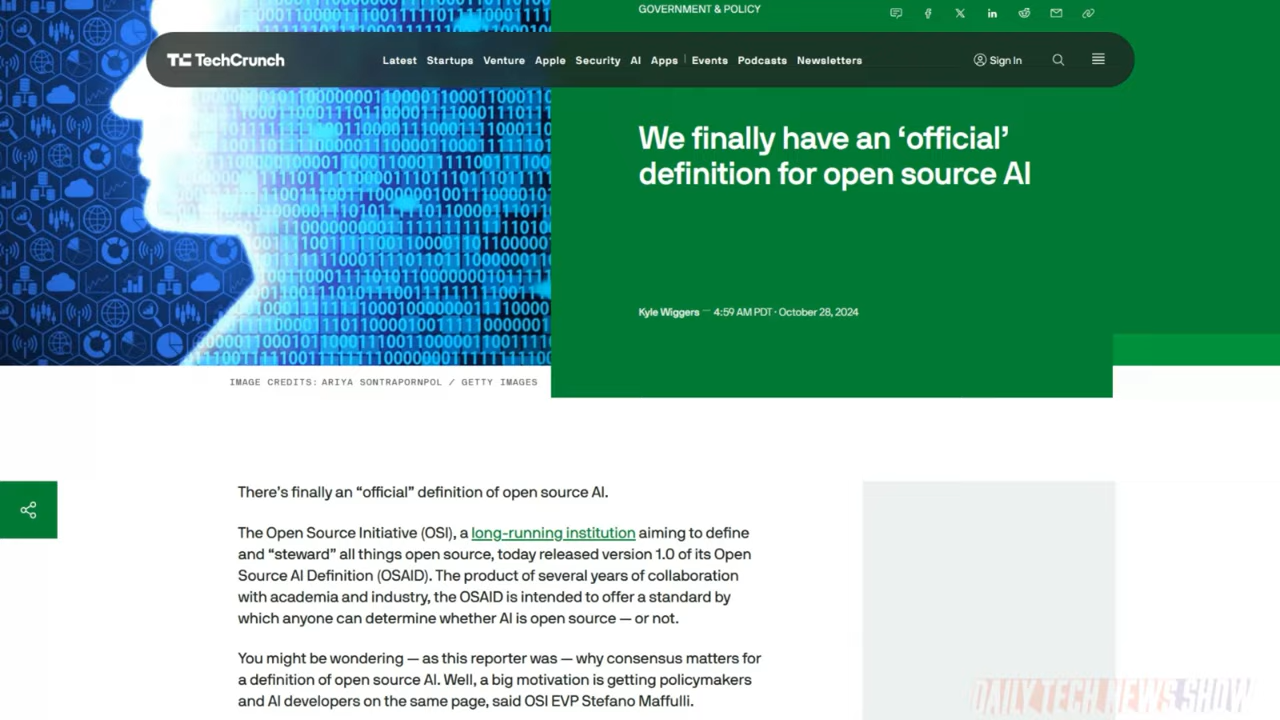 GOVERNMENT & POLICY
TechCrunch
Latest Startups Venture Apple Security AI Apps Events Podcasts Newsletters
Sign In
We finally have an ‘official’
definition for open source AI
Kyle Wiggers — 4:59 AM PDT · October 28, 2024
IMAGE CREDITS: ARIYA SONTRAPORNPOL / GETTY IMAGES
There’s finally an “official” definition of open source AI.
The Open Source Initiative (OSI), a long-running institution aiming to define
and “steward” all things open source, today released version 1.0 of its Open
Source AI Definition (OSAID). The product of several years of collaboration
with academia and industry, the OSAID is intended to offer a standard by
which anyone can determine whether AI is open source — or not.
You might be wondering — as this reporter was — why consensus matters for
a definition of open source AI. Well, a big motivation is getting policymakers
and AI developers on the same page, said OSI EVP Stefano Maffulli.
DAILY TECH NEWS SHOW